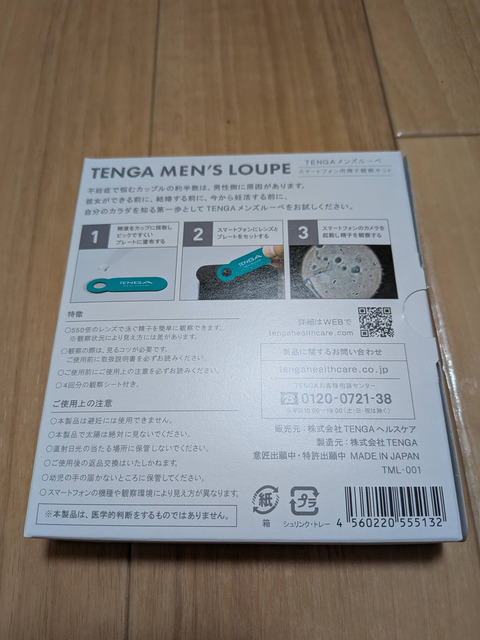 TENGA MEN'S LOUPE
TENGAメンズルーペ
スマートフォン用精子観察キット
不妊症で悩むカップルの約半数は、男性側に原因があります。
彼女ができる前に、結婚する前に、今から妊活する前に、
自分のカラダを知る第一歩としてTENGAメンズルーペをお試しください。
1 精液をカップに採取し
ピックですくい
プレートに塗布する
TENGA
2 スマートフォンにレンズと
プレートをセットする
TENGA
3 スマートフォンのカメラを
起動し精子を観察する
特徴
○550倍のレンズで泳ぐ精子を簡単に観察できます。
※観察状況により見え方には差があります。
○観察の際は、見るコツが必要です。
ご使用前に取扱説明書を必ずお読みください。
○ご使用前にご使用上の注意を必ずお読みください。
○4回分の観察シート付き。
ご使用上の注意
○本製品は避妊には使用できません。
○本製品で太陽は絶対に見ないでください。
○直射日光の当たる場所に保管しないでください。
○ご使用後の返品交換はいたしかねます。
○幼児の手の届かないところに保管してください。
○スマートフォンの機種や観察環境により見え方が異なります。
※本製品は、医学的判断をするものではありません。
詳細はWEBで
tengahealthcare.com
製品に関するお問い合わせ
tengahealthcare.co.jp
TENGAお客様相談センター
0120-0721-38
販売元：株式会社TENGAヘルスケア
製造元：株式会社TENGA
意匠出願中・特許出願中 MADE IN JAPAN
TML-001
紙
箱
プラ
シュリンク・トレー
4 560220 555132